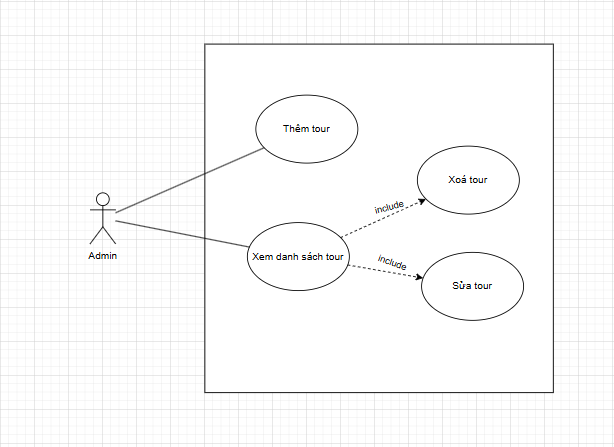 Thêm tour
Xoá tour
include
Admin
Xem danh sách tour
include
Sửa tour